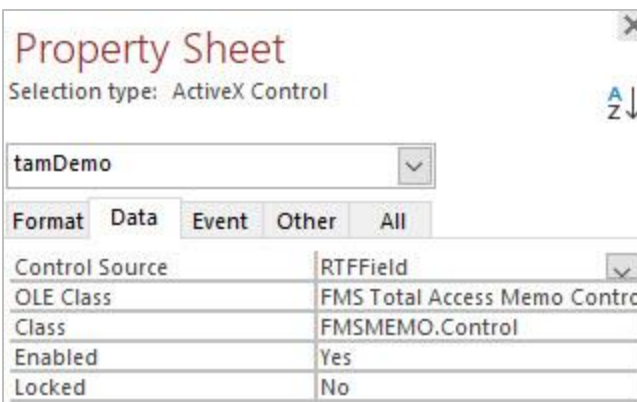 Property Sheet
Selection type: ActiveX Control
A
Z
tamDemo
Format Data Event Other All
Control Source RTFField
OLE Class FMS Total Access Memo Contro
Class FMSMEMO.Control
Enabled Yes
Locked No